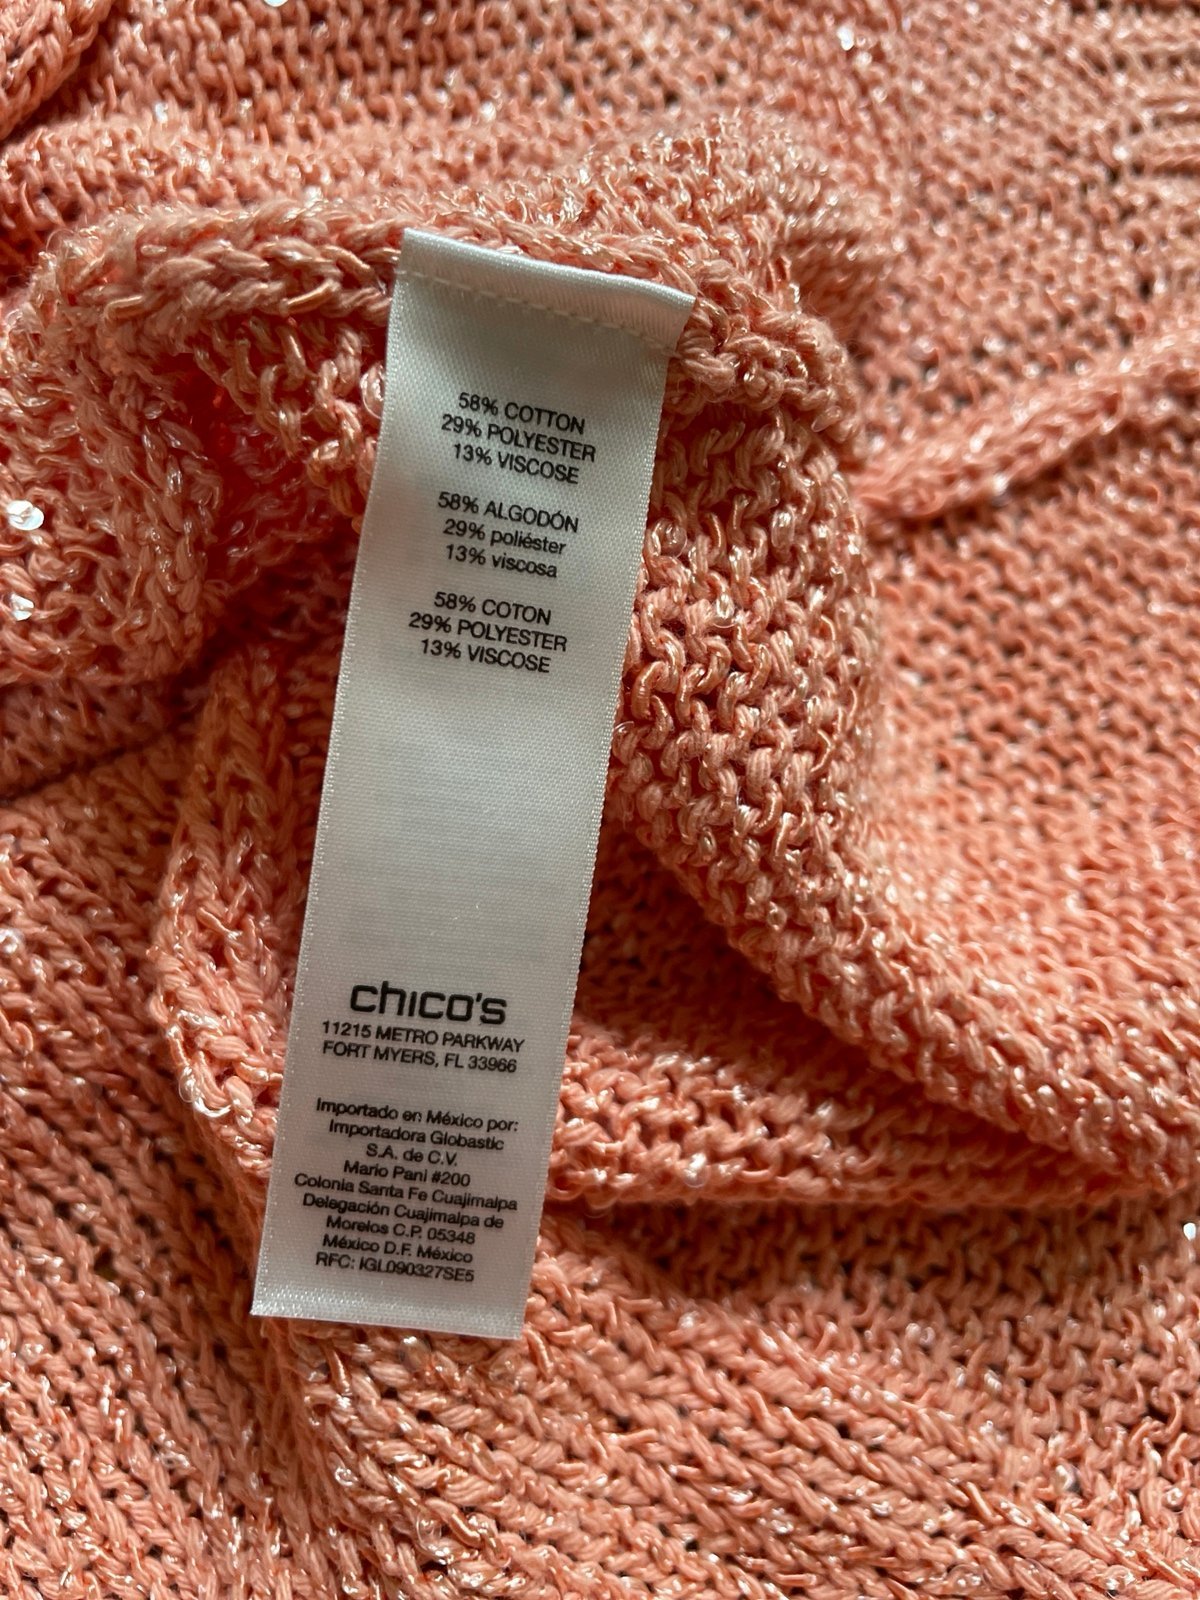 58% COTTON
29% POLYESTER
13% VISCOSE
58% ALGODÓN
29% poliéster
13% viscosa
58% COTON
29% POLYESTER
13% VISCOSE
chico's
11215 METRO PARKWAY
FORT MYERS, FL 33966
Importado en México por:
Importadora Globastic
S.A. de C.V.
Mario Pani #200
Colonia Santa Fe Cuajimalpa
Delegación Cuajimalpa de
Morelos C.P. 05348
México D.F. México
RFC: IGL090327SE5